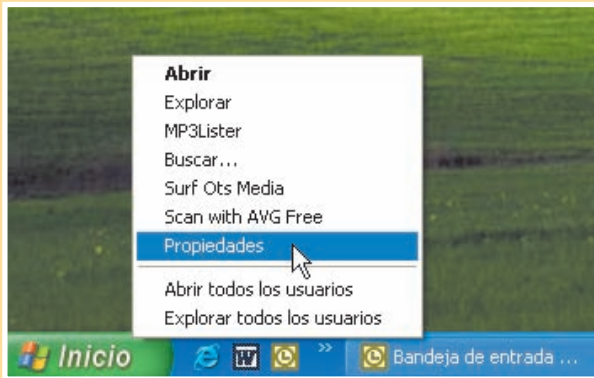 Abrir
Explorar
MP3Lister
Buscar...
Surf Ots Media
Scan with AVG Free
Propiedades
Abrir todos los usuarios
Explorar todos los usuarios
Inicio
W
»
Bandeja de entrada ...